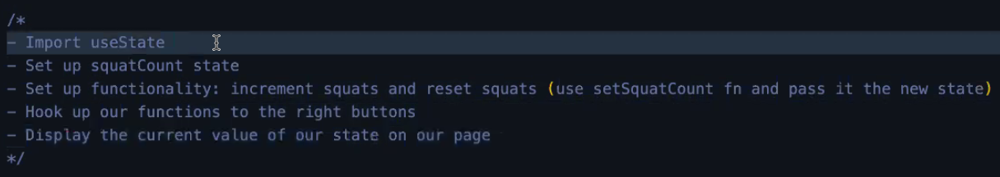 /*
- Import useState
- Set up squatCount state
- Set up functionality: increment squats and reset squats (use setSquatCount fn and pass it the new state)
- Hook up our functions to the right buttons
- Display the current value of our state on our page
*/